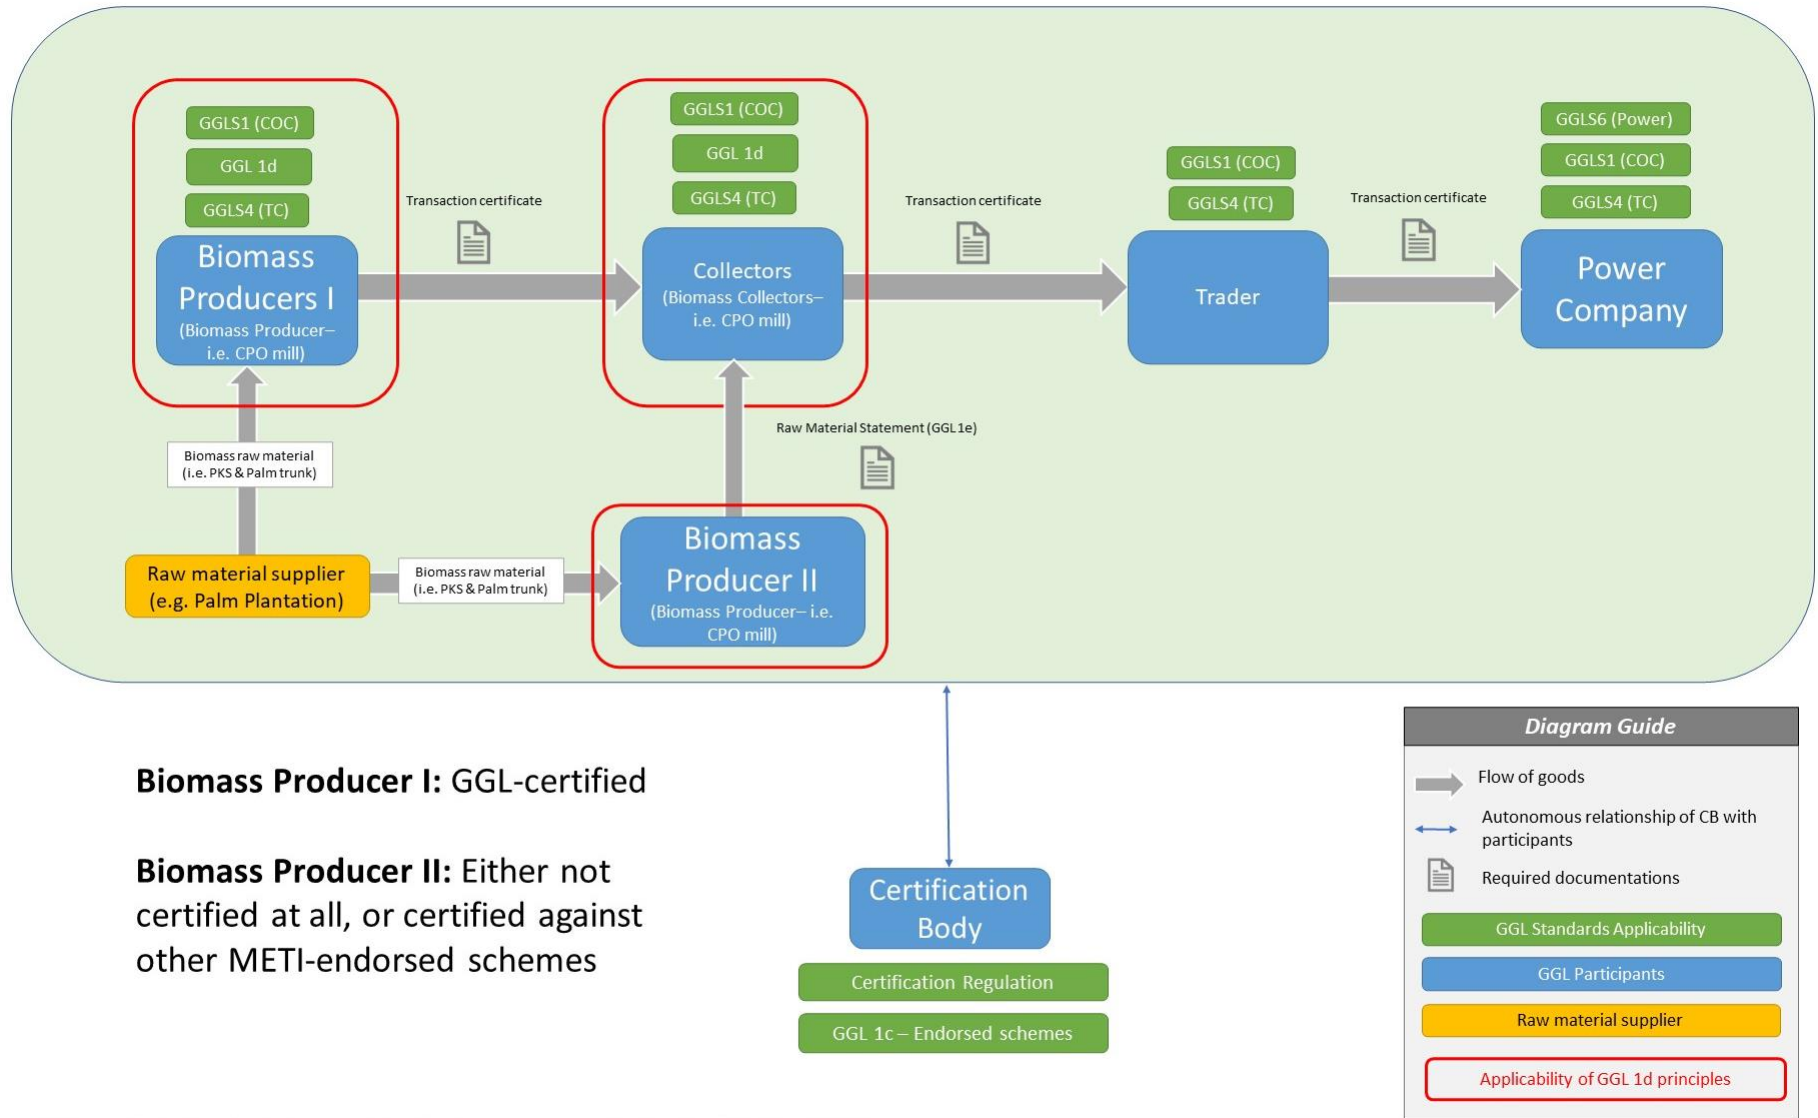 GGLS1 (COC)
GGL 1d
GGLS4 (TC)
Biomass
Producers I
(Biomass Producer–
i.e. CPO mill)
Transaction certificate
GGLS1 (COC)
GGL 1d
GGLS4 (TC)
Collectors
(Biomass Collectors–
i.e. CPO mill)
Transaction certificate
GGLS1 (COC)
GGLS4 (TC)
Trader
Transaction certificate
GGLS6 (Power)
GGLS1 (COC)
GGLS4 (TC)
Power
Company
Biomass raw material
(i.e. PKS & Palm trunk)
Raw Material Statement (GGL 1e)
Raw material supplier
(e.g. Palm Plantation)
Biomass raw material
(i.e. PKS & Palm trunk)
Biomass
Producer II
(Biomass Producer– i.e.
CPO mill)
Biomass Producer I: GGL-certified
Biomass Producer II: Either not
certified at all, or certified against
other METI-endorsed schemes
Certification
Body
Certification Regulation
GGL 1c – Endorsed schemes
Diagram Guide
Flow of goods
Autonomous relationship of CB with
participants
Required documentations
GGL Standards Applicability
GGL Participants
Raw material supplier
Applicability of GGL 1d principles